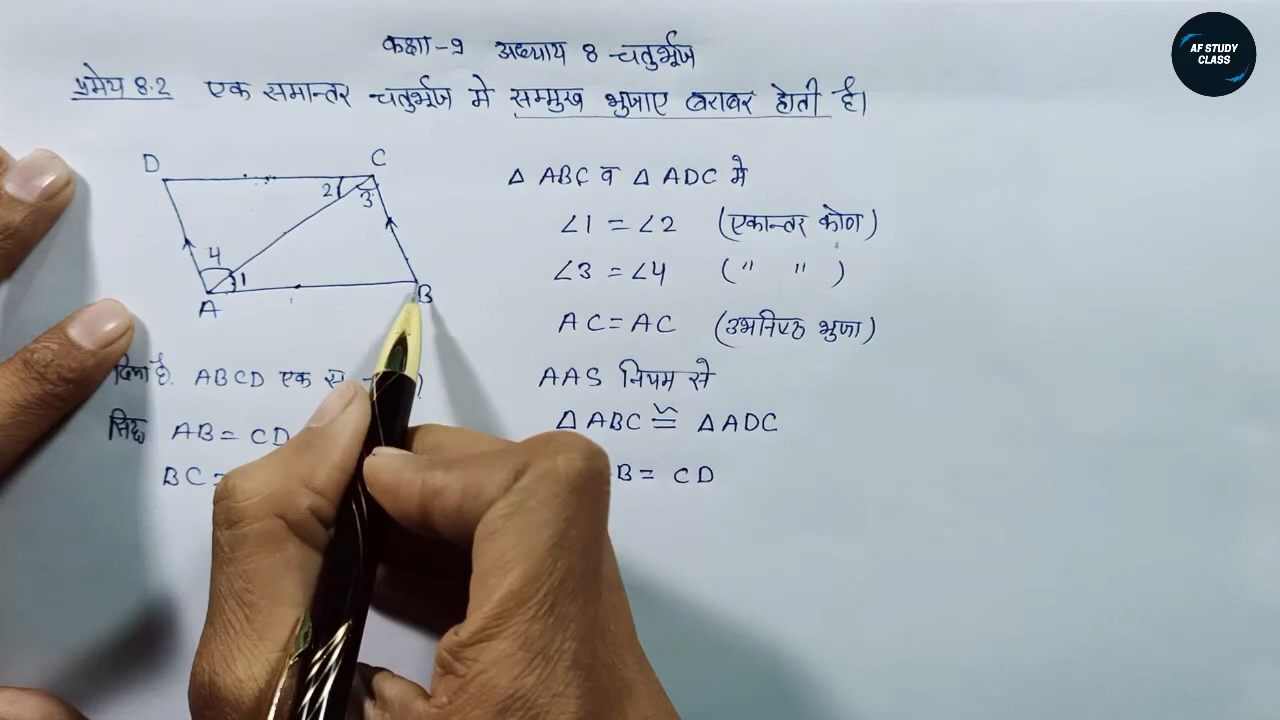 AF STUDY
CLASS
कक्षा-9 अध्याय 8 चतुर्भूज
प्रमेय 8.2 एक समान्तर चतुर्भूज मे सम्मुख भुजाए बराबर होती है।
D
C
2
3
4
1
A
B
दिया है. ABCD एक
सिद्ध AB = CD
BC =
Δ ABC व Δ ADC मे
∠1 = ∠2 (एकान्तर कोण)
∠3 = ∠4 (" ")
AC = AC (उभनिष्ठ भुजा)
AAS नियम से
Δ ABC ≅ Δ ADC
B = CD